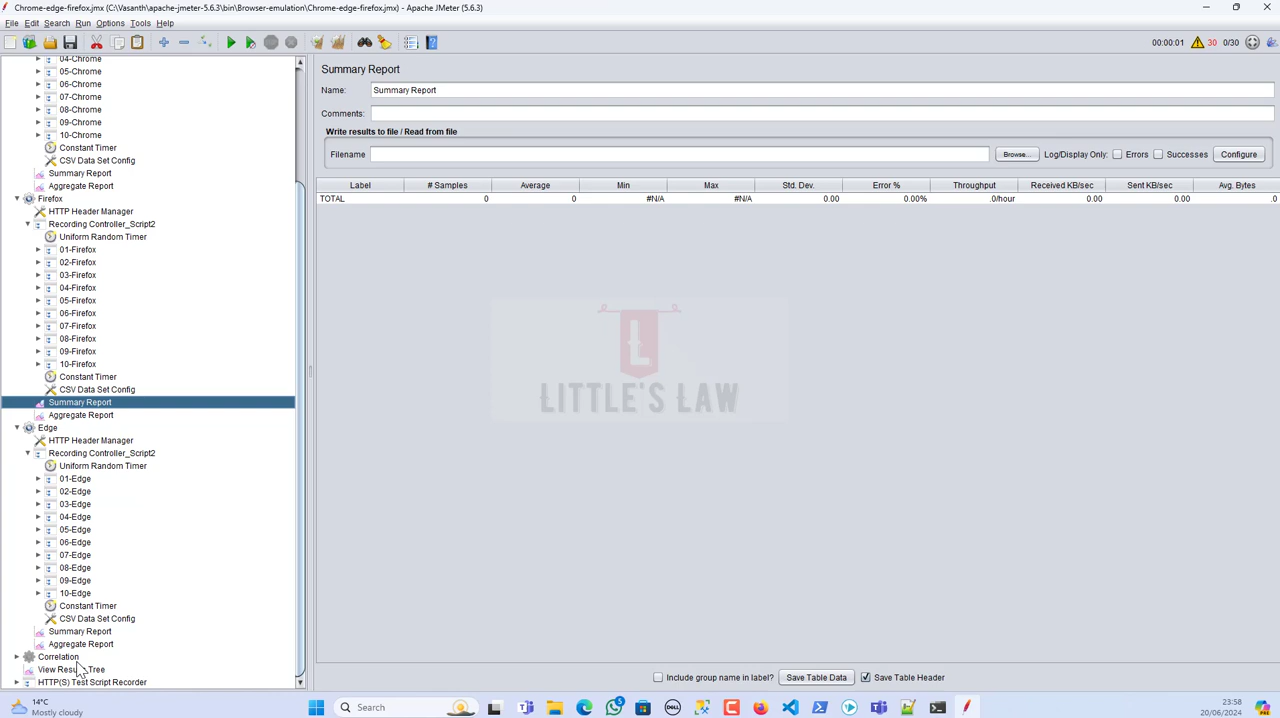 Chrome-edge-firefox.jmx (C:\Vasanth\apache-jmeter-5.6.3\bin\Browser-emulation\Chrome-edge-firefox.jmx) - Apache JMeter (5.6.3)
File Edit Search Run Options Tools Help
00:00:01 30 0/30
04-Chrome
05-Chrome
06-Chrome
07-Chrome
08-Chrome
09-Chrome
10-Chrome
Constant Timer
CSV Data Set Config
Summary Report
Aggregate Report
Firefox
HTTP Header Manager
Recording Controller_Script2
Uniform Random Timer
01-Firefox
02-Firefox
03-Firefox
04-Firefox
05-Firefox
06-Firefox
07-Firefox
08-Firefox
09-Firefox
10-Firefox
Constant Timer
CSV Data Set Config
Summary Report
Aggregate Report
Edge
HTTP Header Manager
Recording Controller_Script2
Uniform Random Timer
01-Edge
02-Edge
03-Edge
04-Edge
05-Edge
06-Edge
07-Edge
08-Edge
09-Edge
10-Edge
Constant Timer
CSV Data Set Config
Summary Report
Aggregate Report
Correlation
View Resu Tree
HTTP(S) Test Script Recorder
Summary Report
Name: Summary Report
Comments:
Write results to file / Read from file
Filename Browse... Log/Display Only: Errors Successes Configure
Label # Samples Average Min Max Std. Dev. Error % Throughput Received KB/sec Sent KB/sec Avg. Bytes
TOTAL 0 0 #N/A #N/A 0.00 0.00% .0/hour 0.00 0.00 .0
L
LITTLE'S LAW
Include group name in label? Save Table Data Save Table Header
14°C
Mostly cloudy
Search
5
DELL
23:58
20/06/2024